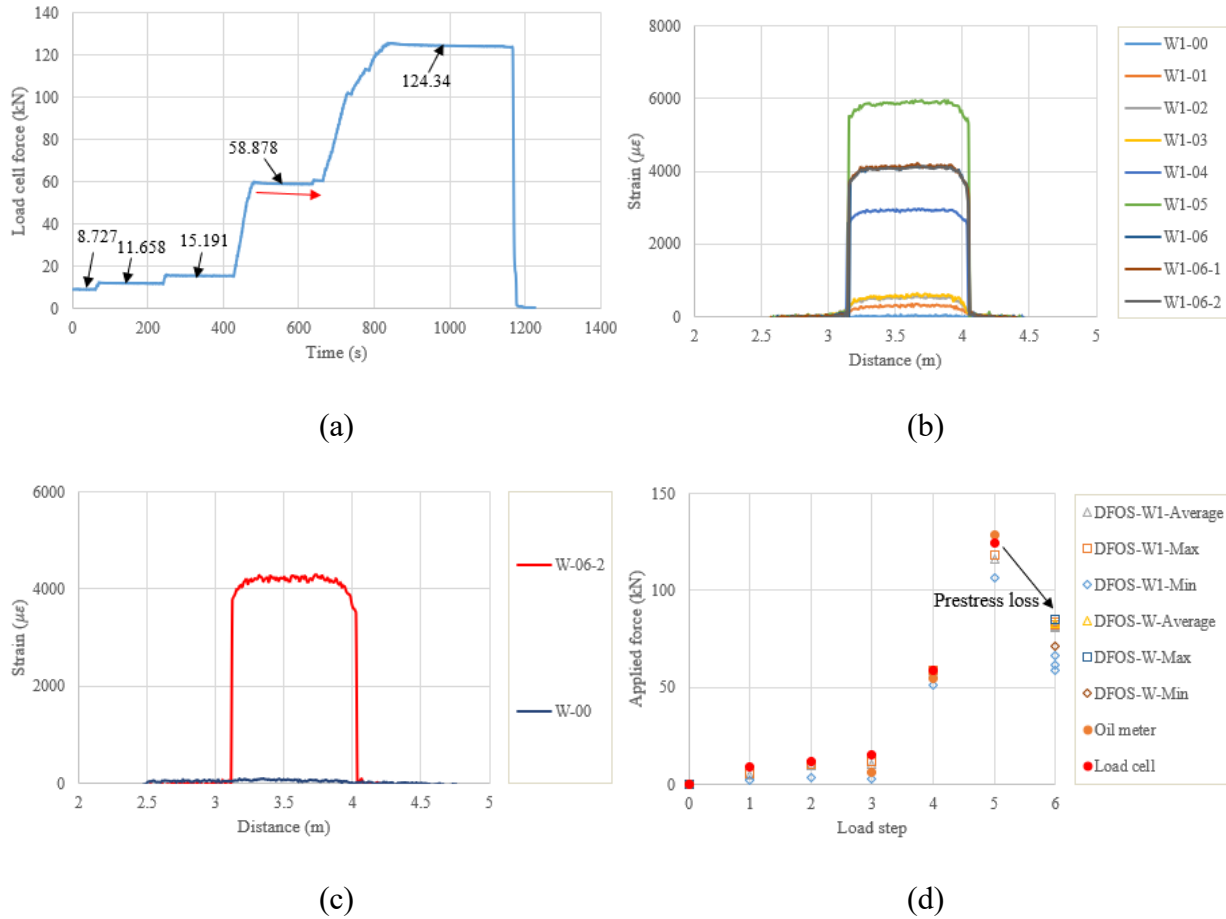 140
120
100
80
60
40
20
0
Load cell force (kN)
8.727
11.658
15.191
58.878
124.34
0 200 400 600 800 1000 1200 1400
Time (s)
(a)
8000
6000
4000
2000
0
Strain (με)
2 2.5 3 3.5 4 4.5 5
Distance (m)
W1-00
W1-01
W1-02
W1-03
W1-04
W1-05
W1-06
W1-06-1
W1-06-2
(b)
6000
4000
2000
0
Strain (με)
2 2.5 3 3.5 4 4.5 5
Distance (m)
W-06-2
W-00
(c)
150
100
50
0
Applied force (kN)
Prestress loss
0 1 2 3 4 5 6
Load step
DFOS-W1-Average
DFOS-W1-Max
DFOS-W1-Min
DFOS-W-Average
DFOS-W-Max
DFOS-W-Min
Oil meter
Load cell
(d)